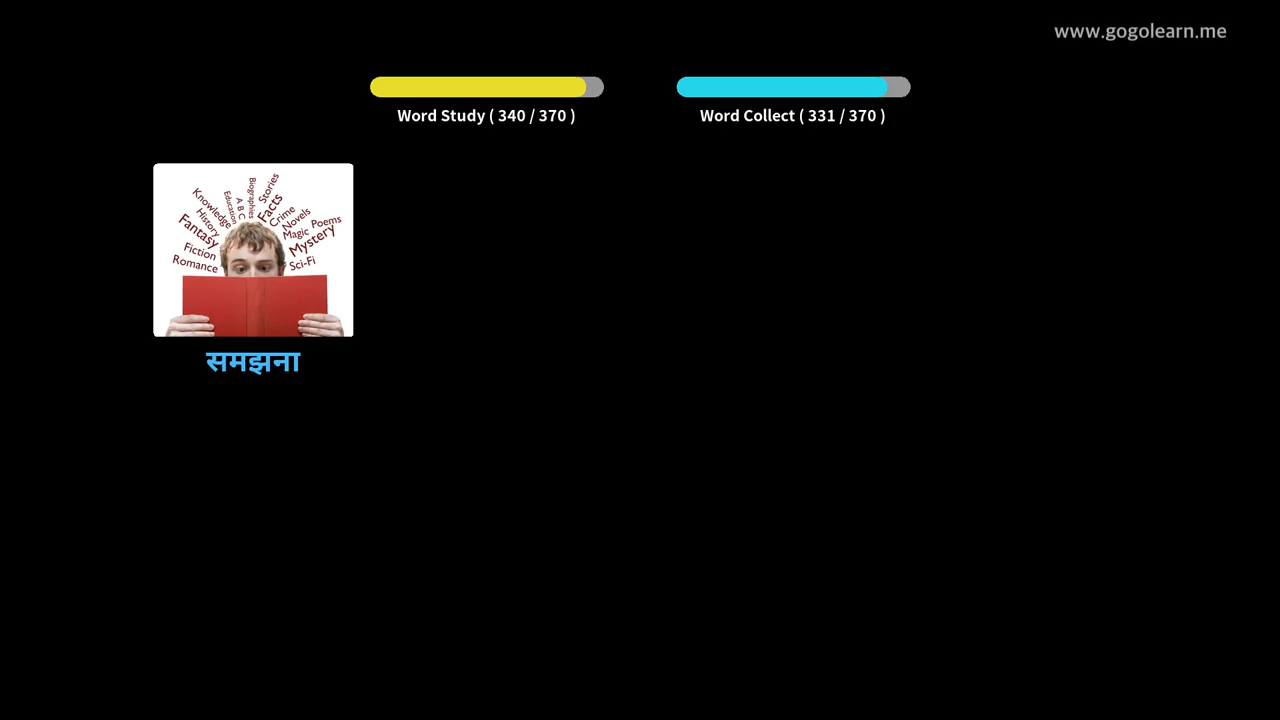 www.gogolearn.me
Word Study ( 340 / 370 )
Word Collect ( 331 / 370 )
Knowledge
History
Fantasy
Fiction
Romance
Education
A B C
Biographies
Stories
Facts
Crime
Novels
Magic
Poems
Mystery
Sci-Fi
समझना